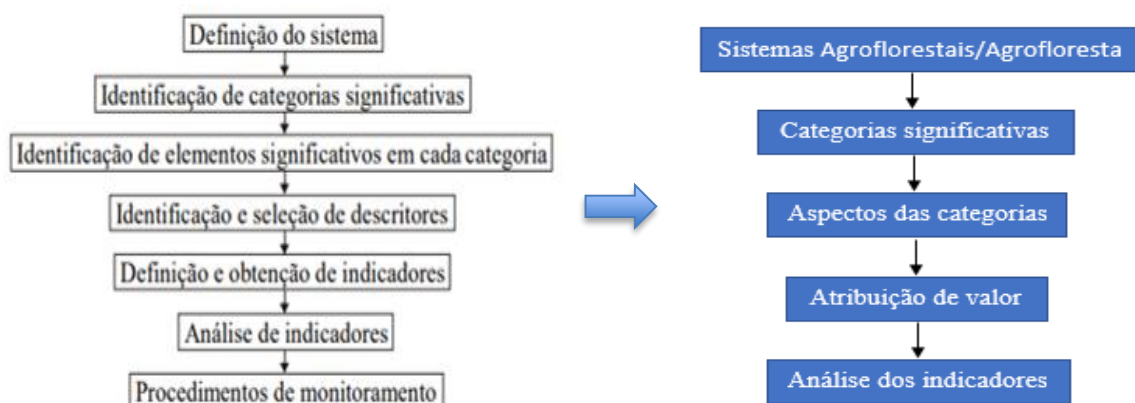 Definição do sistema
Identificação de categorias significativas
Identificação de elementos significativos em cada categoria
Identificação e seleção de descritores
Definição e obtenção de indicadores
Análise de indicadores
Procedimentos de monitoramento
Sistemas Agroflorestais/Agrofloresta
Categorias significativas
Aspectos das categorias
Atribuição de valor
Análise dos indicadores